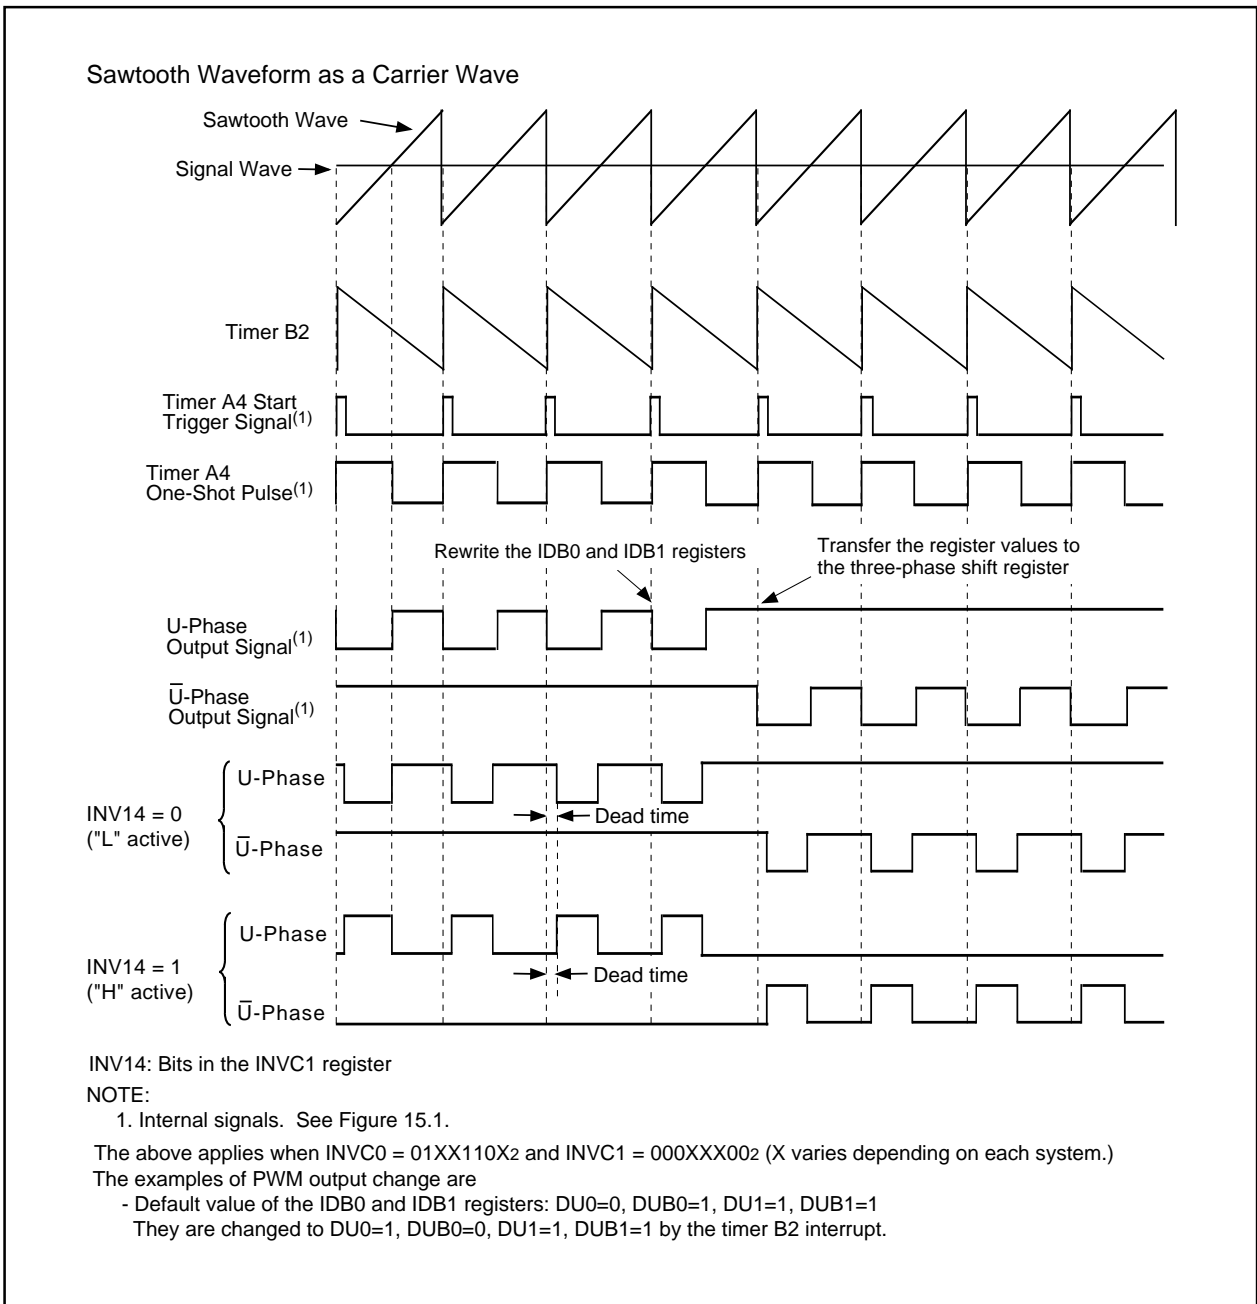 Sawtooth Waveform as a Carrier Wave
Sawtooth Wave
Signal Wave
Timer B2
Timer A4 Start
Trigger Signal(1)
Timer A4
One-Shot Pulse(1)
Rewrite the IDB0 and IDB1 registers
Transfer the register values to
the three-phase shift register
U-Phase
Output Signal(1)
U̅-Phase
Output Signal(1)
INV14 = 0
("L" active)
U-Phase
Dead time
U̅-Phase
INV14 = 1
("H" active)
U-Phase
Dead time
U̅-Phase
INV14: Bits in the INVC1 register
NOTE:
1. Internal signals. See Figure 15.1.
The above applies when INVC0 = 01XX110X2 and INVC1 = 000XXX002 (X varies depending on each system.)
The examples of PWM output change are
- Default value of the IDB0 and IDB1 registers: DU0=0, DUB0=1, DU1=1, DUB1=1
They are changed to DU0=1, DUB0=0, DU1=1, DUB1=1 by the timer B2 interrupt.